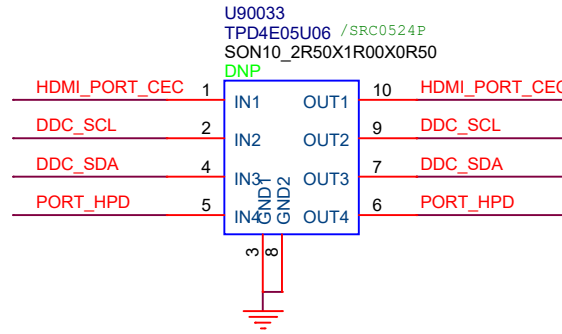 U90033
TPD4E05U06 /SRC0524P
SON10_2R50X1R00X0R50
DNP
HDMI_PORT_CEC 1 IN1 OUT1 10 HDMI_PORT_CEC
DDC_SCL 2 IN2 OUT2 9 DDC_SCL
DDC_SDA 4 IN3 OUT3 7 DDC_SDA
PORT_HPD 5 IN4 OUT4 6 PORT_HPD
GND1
GND2
3
8